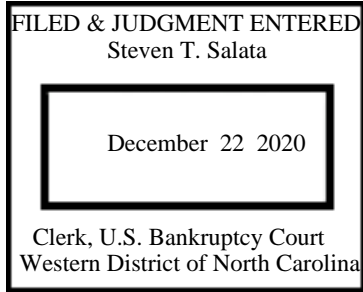 FILED & JUDGMENT ENTERED
Steven T. Salata
December 22 2020
Clerk, U.S. Bankruptcy Court
Western District of North Carolina